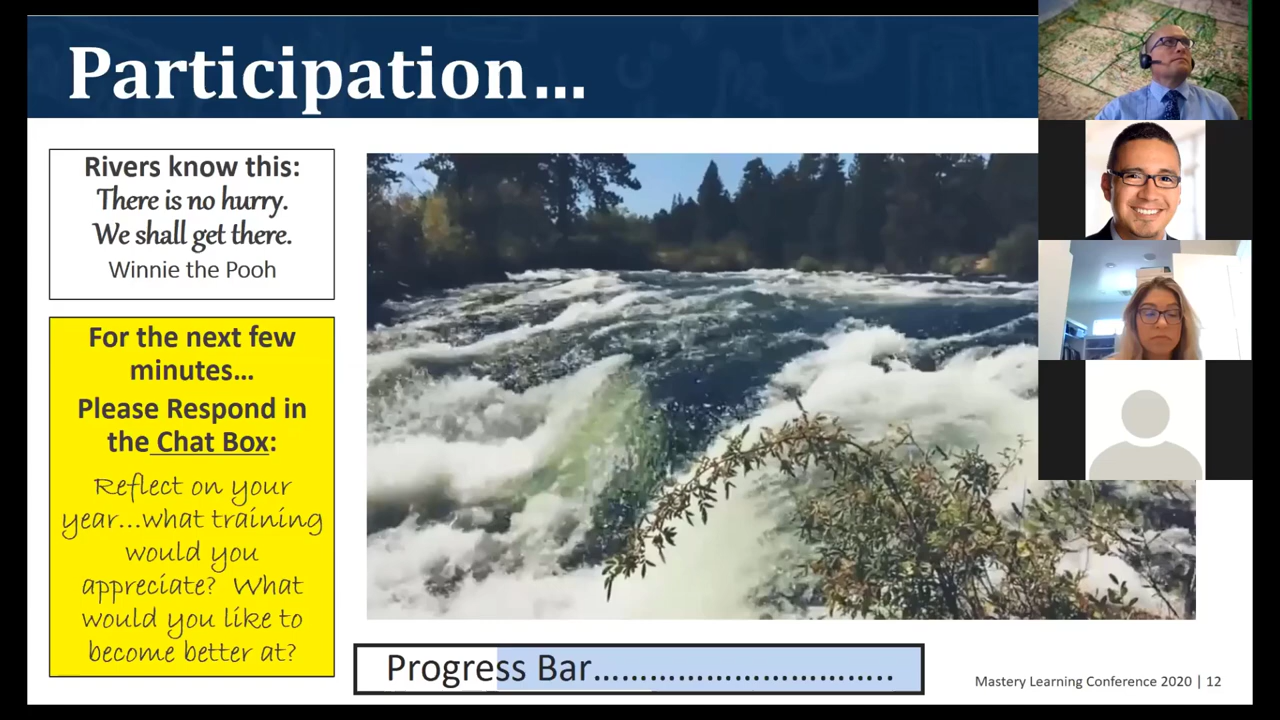 Participation…
Rivers know this:
There is no hurry.
We shall get there.
Winnie the Pooh
For the next few
minutes…
Please Respond in
the Chat Box:
Reflect on your
year…what training
would you
appreciate? What
would you like to
become better at?
Progress Bar…………………………..
Mastery Learning Conference 2020 | 12